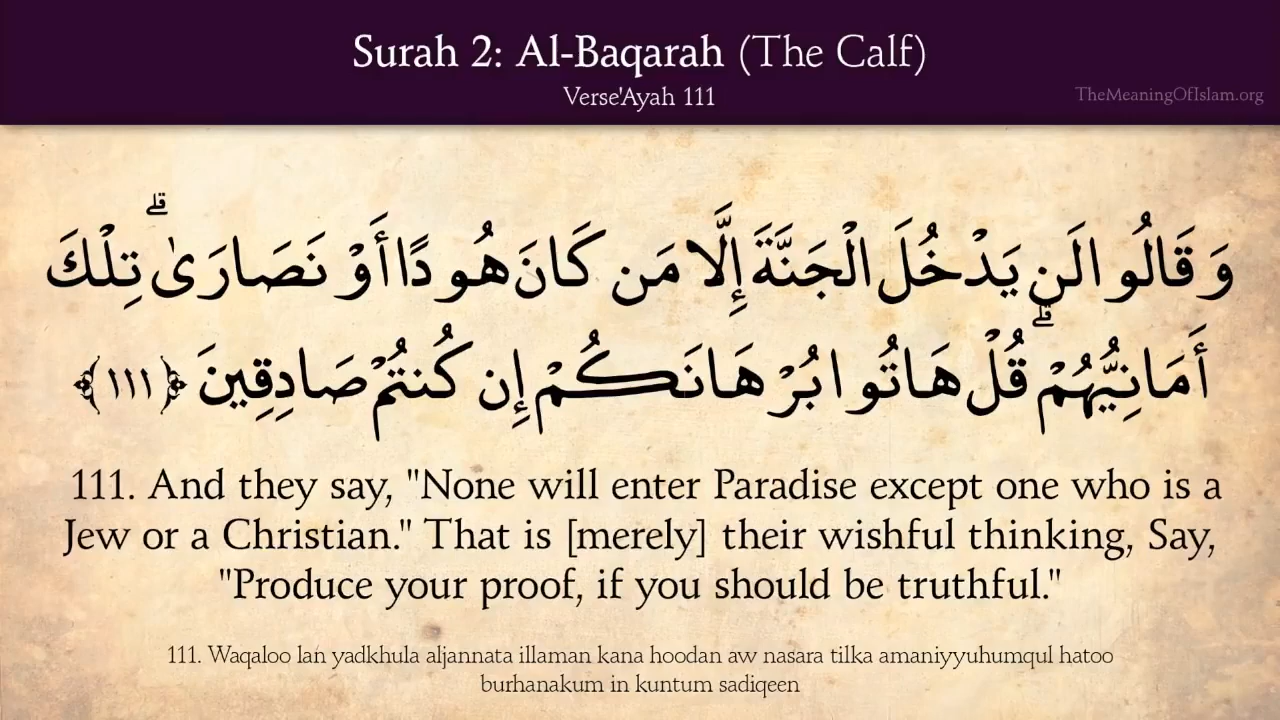 Surah 2: Al-Baqarah (The Calf)
Verse'Ayah 111
TheMeaningOfIslam.org
وَقَالُوا لَن يَدْخُلَ الْجَنَّةَ إِلَّا مَن كَانَ هُودًا أَوْ نَصَارَىٰ ۗ تِلْكَ
أَمَانِيُّهُمْ ۗ قُلْ هَاتُوا بُرْهَانَكُمْ إِن كُنتُمْ صَادِقِينَ ﴿١١١﴾
111. And they say, "None will enter Paradise except one who is a
Jew or a Christian." That is [merely] their wishful thinking, Say,
"Produce your proof, if you should be truthful."
111. Waqaloo lan yadkhula aljannata illaman kana hoodan aw nasara tilka amaniyyuhumqul hatoo
burhanakum in kuntum sadiqeen